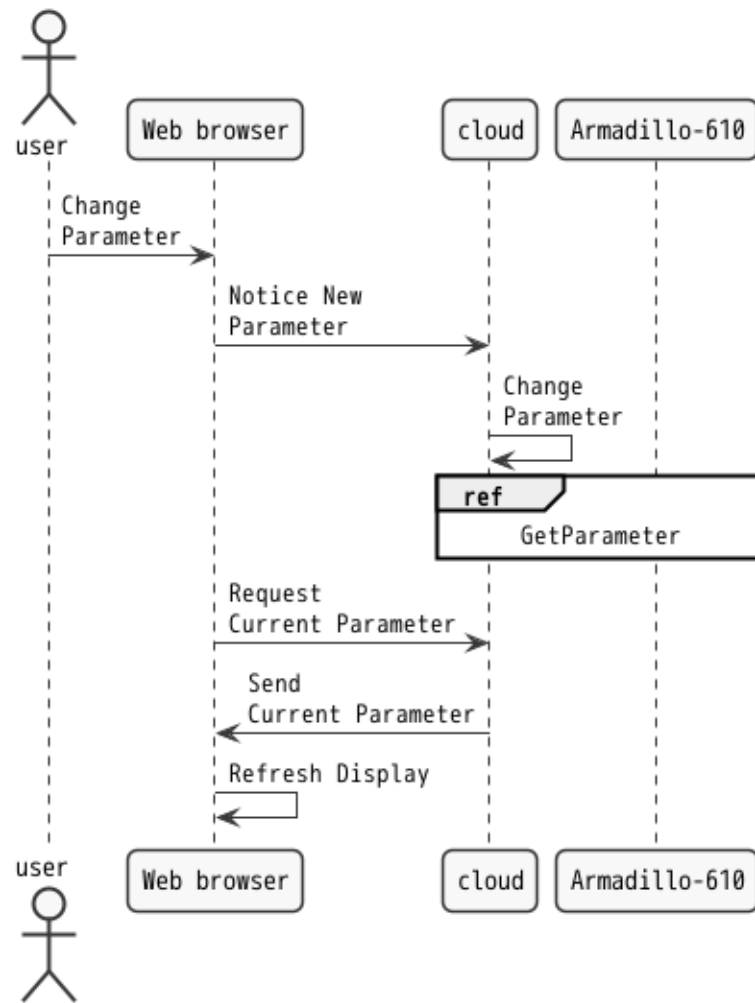 user
Web browser
cloud
Armadillo-610
Change
Parameter
Notice New
Parameter
Change
Parameter
ref
GetParameter
Request
Current Parameter
Send
Current Parameter
Refresh Display
user
Web browser
cloud
Armadillo-610